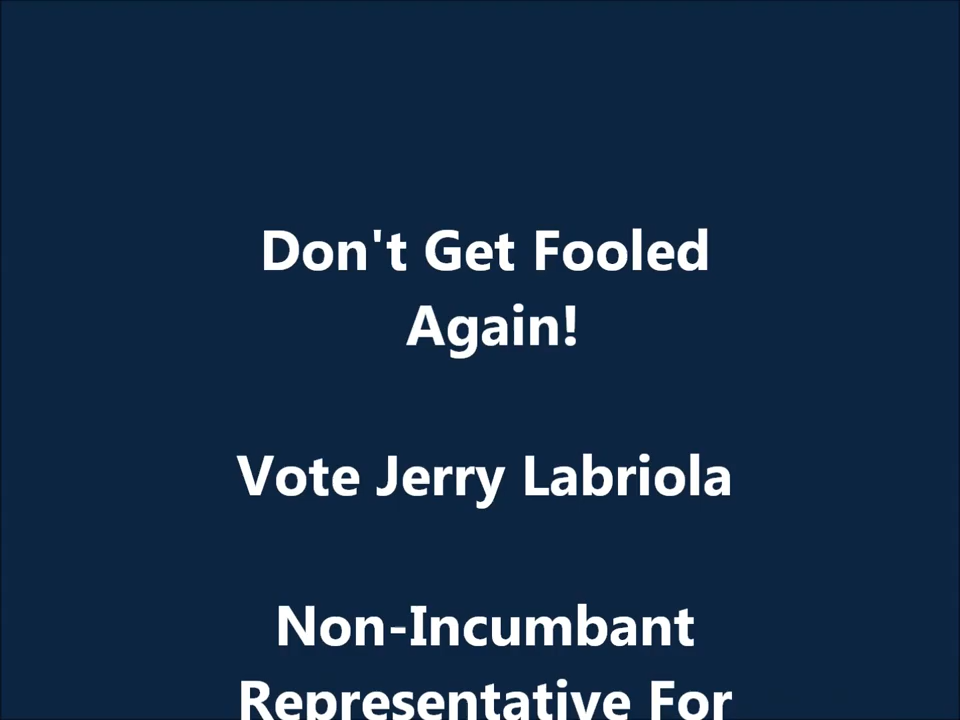 Don't Get Fooled
Again!
Vote Jerry Labriola
Non-Incumbant
Representative For